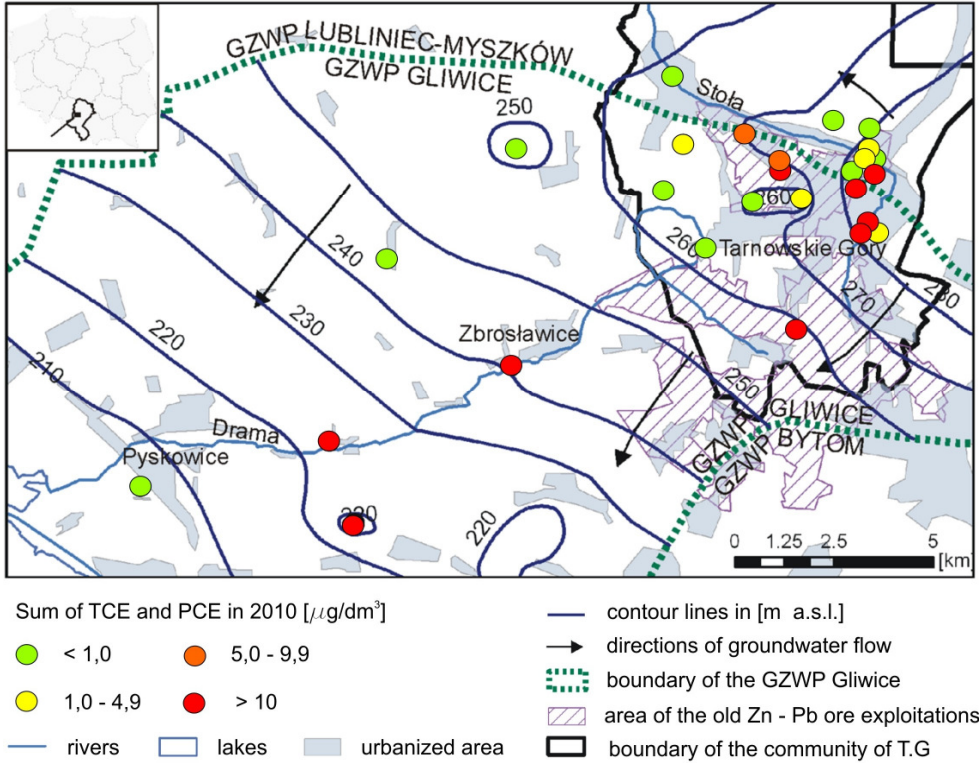 GZWP LUBLINIEC-MYSZKÓW
GZWP GLIWICE
250
Stoła
260
Tarnowskie Góry
260
240
230
220
210
Zbrosławice
270
280
250
GLIWICE
GZWP
GZWP
BYTOM
Drama
Pyskowice
220
220
0 1.25 2.5 5
[km]
Sum of TCE and PCE in 2010 [µg/dm³]
< 1,0
5,0 - 9,9
1,0 - 4,9
> 10
rivers
lakes
urbanized area
contour lines in [m a.s.l.]
directions of groundwater flow
boundary of the GZWP Gliwice
area of the old Zn - Pb ore exploitations
boundary of the community of T.G